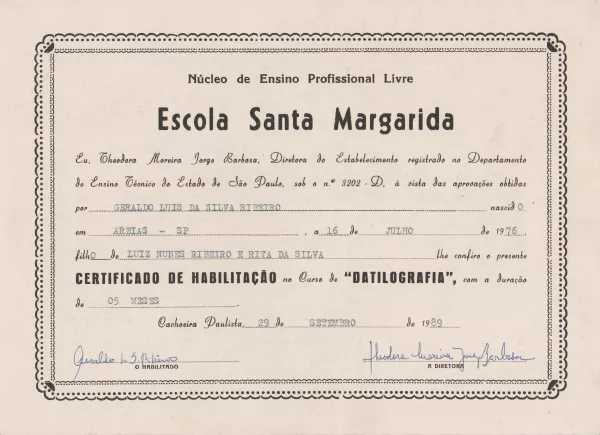 Núcleo de Ensino Profissional Livre
Escola Santa Margarida
Eu, Theodora Moreira Jorge Barbosa, Diretora do Estabelecimento registrado no Departamento
de Ensino Técnico do Estado de São Paulo, sob o n.º 3202 - D, à vista das aprovações obtidas
por GERALDO LUIS DA SILVA RIBEIRO nascido
em AREIAS - SP , a 16 de JULHO de 1976,
filho de LUIZ NUNES RIBEIRO E RITA DA SILVA lhe confiro o presente
CERTIFICADO DE HABILITAÇÃO no Curso de “DATILOGRAFIA”, com a duração
de 05 MESES .
Cachoeira Paulista, 29 de SETEMBRO de 1989
Geraldo L. S. Ribeiro Theodora Moreira Jorge Barbosa
O HABILITADO A DIRETORA